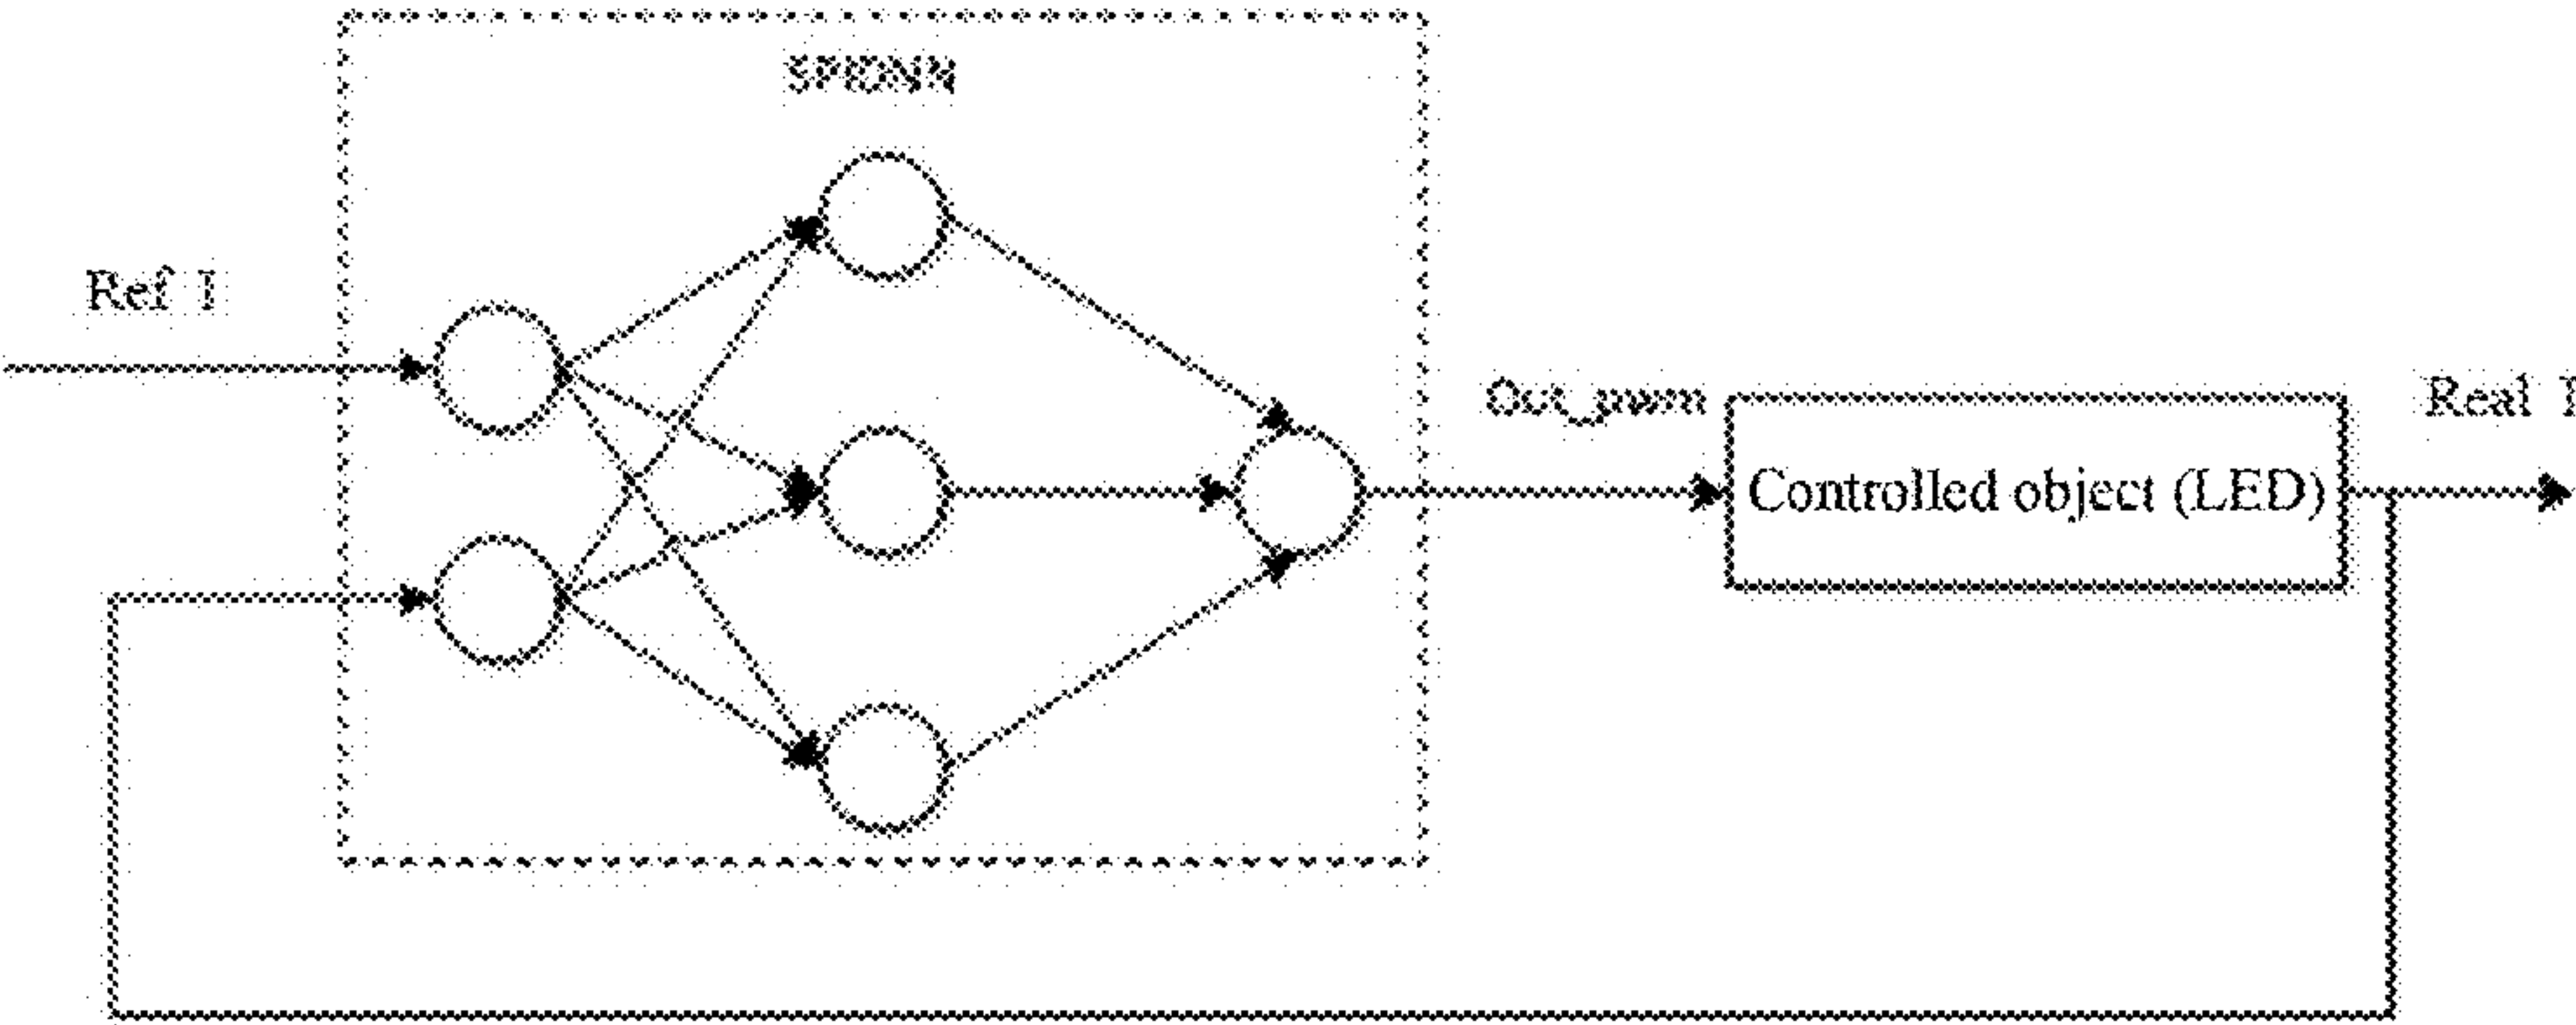 SPIDNN
Ref I
Out_pwm
Real I
Controlled object (LED)